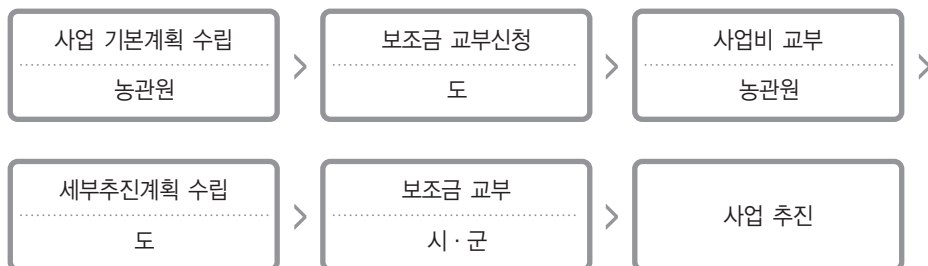 사업 기본계획 수립
농관원
보조금 교부신청
도
사업비 교부
농관원
세부추진계획 수립
도
보조금 교부
시 · 군
사업 추진